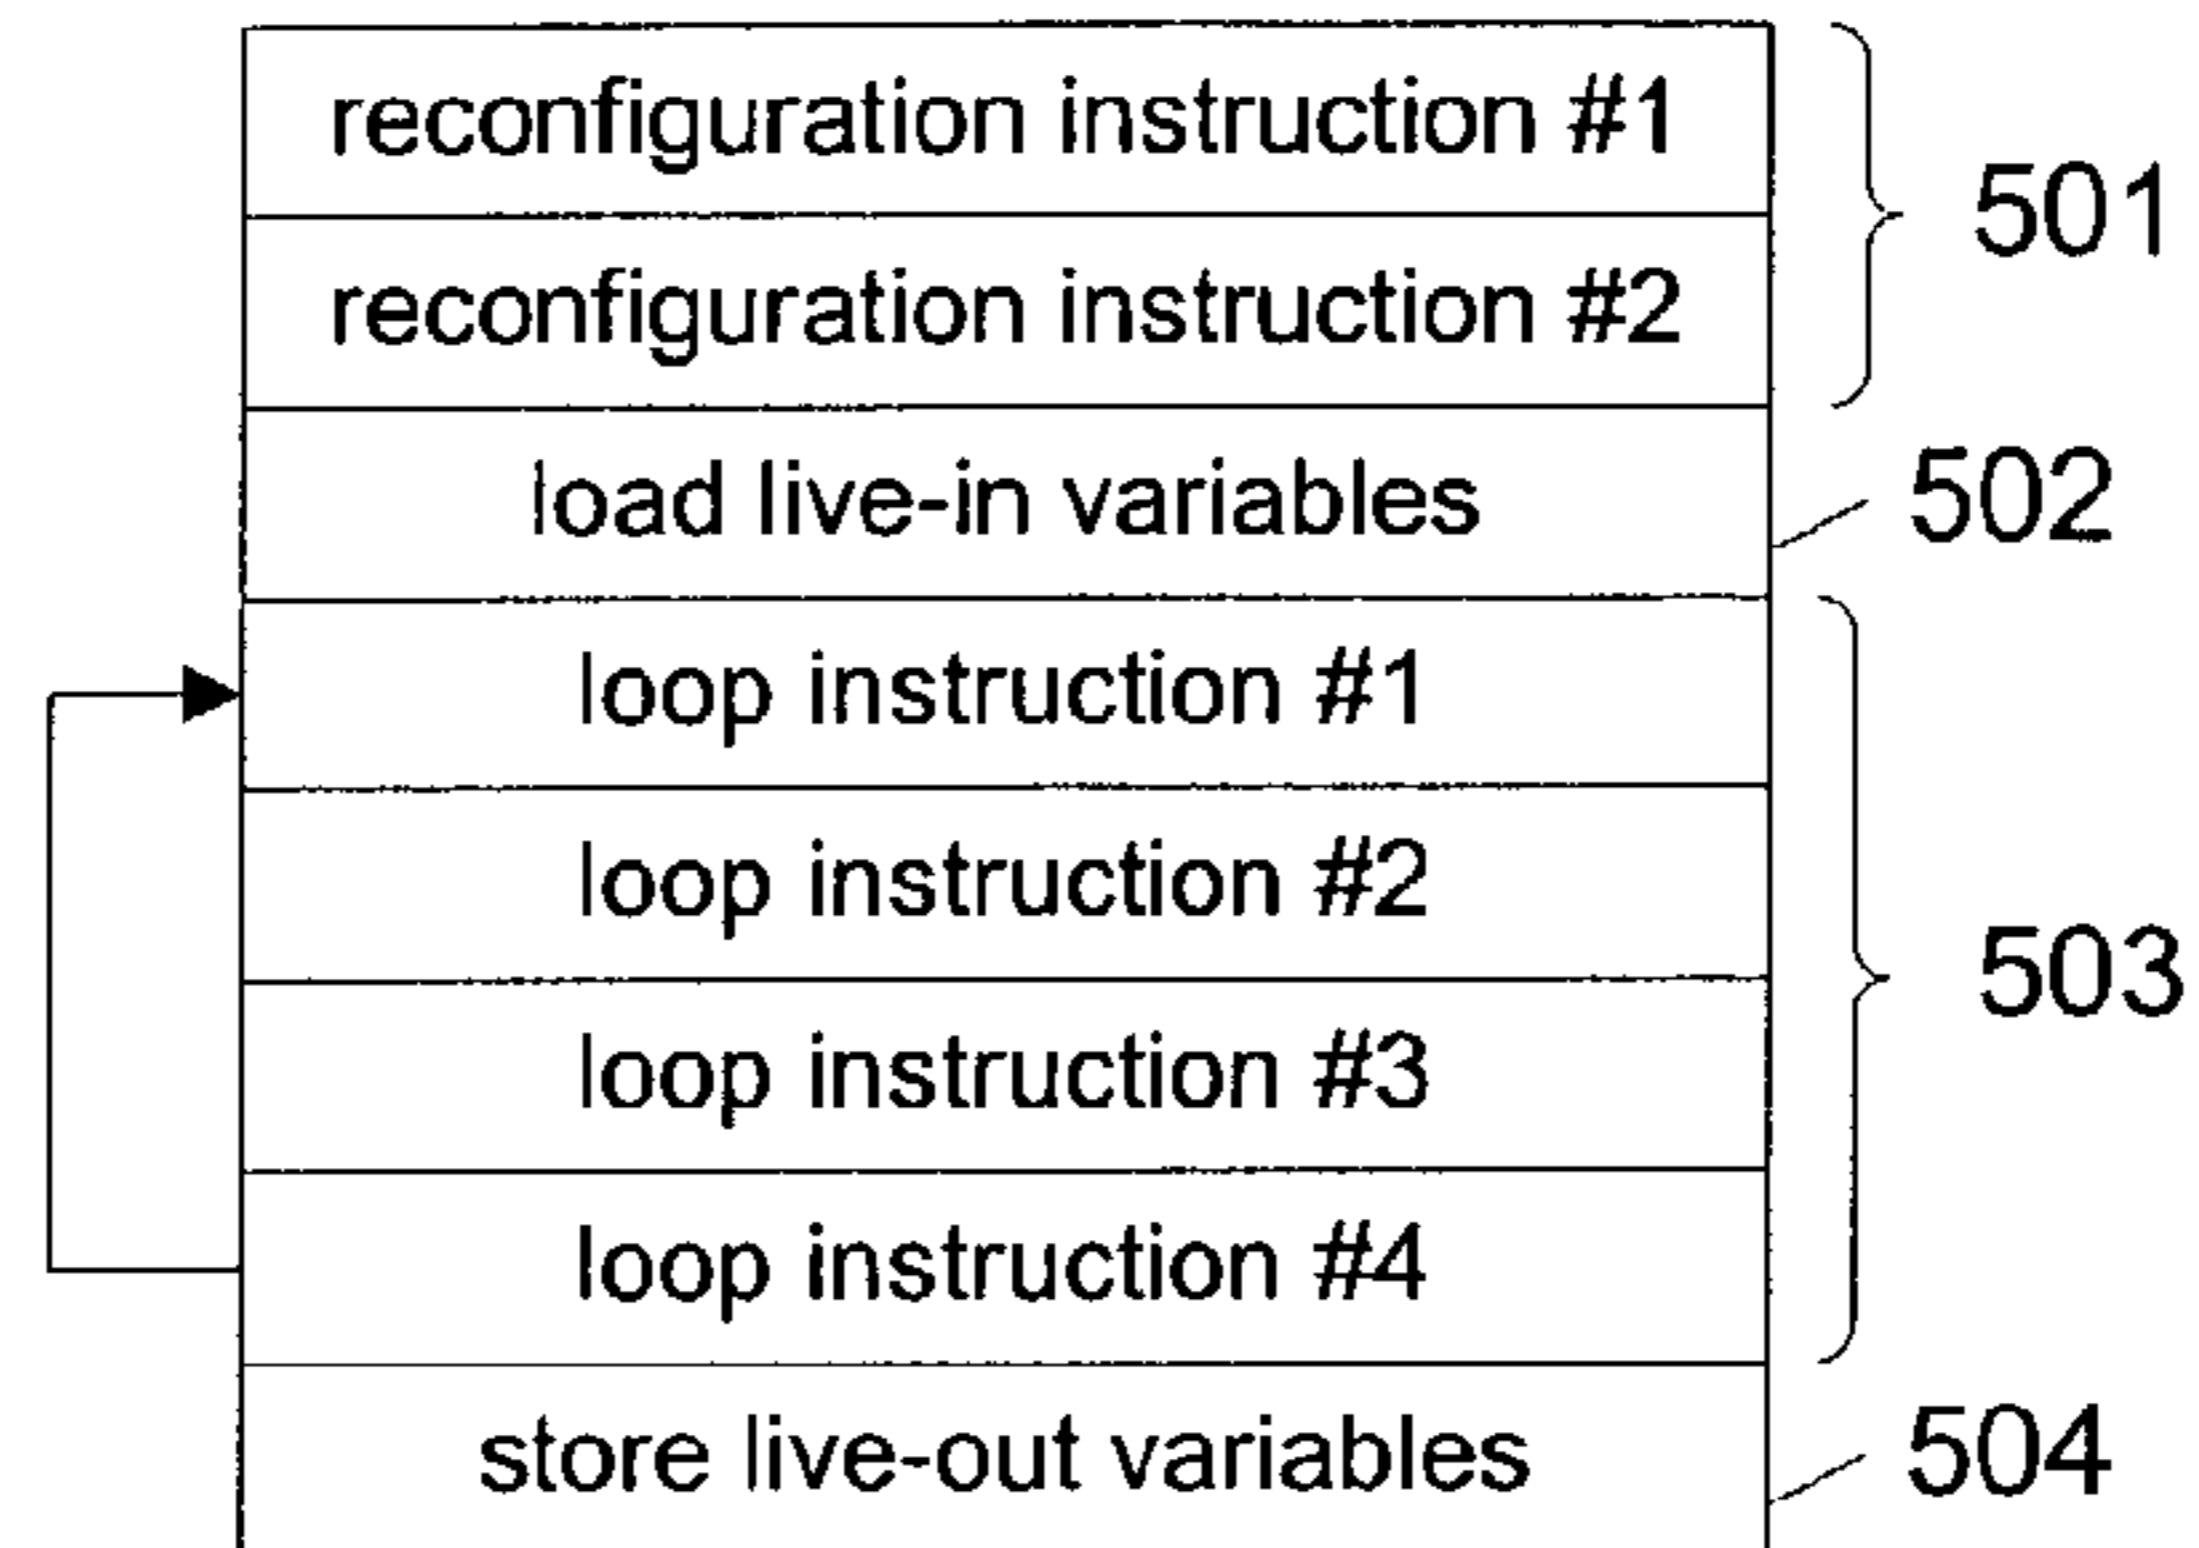 reconfiguration instruction #1
501
reconfiguration instruction #2
load live-in variables
502
loop instruction #1
loop instruction #2
503
loop instruction #3
loop instruction #4
store live-out variables
504